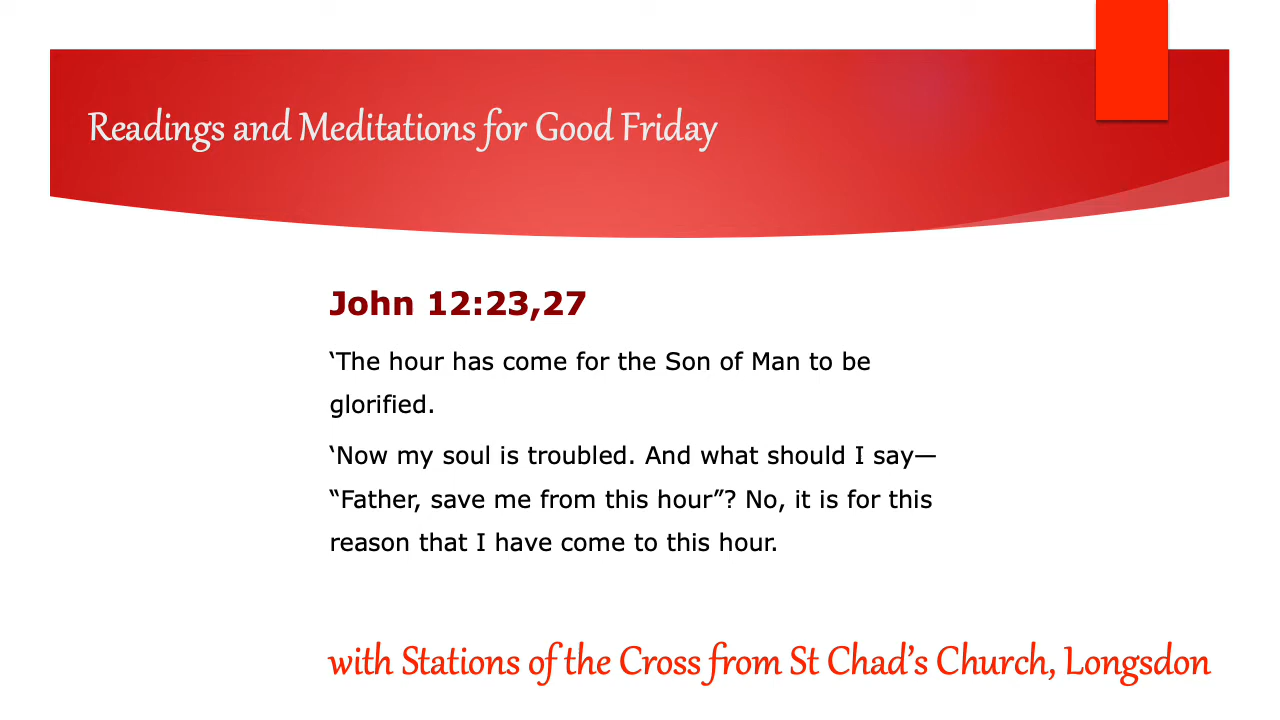 Readings and Meditations for Good Friday
John 12:23,27
‘The hour has come for the Son of Man to be
glorified.
‘Now my soul is troubled. And what should I say—
“Father, save me from this hour”? No, it is for this
reason that I have come to this hour.
with Stations of the Cross from St Chad’s Church, Longsdon